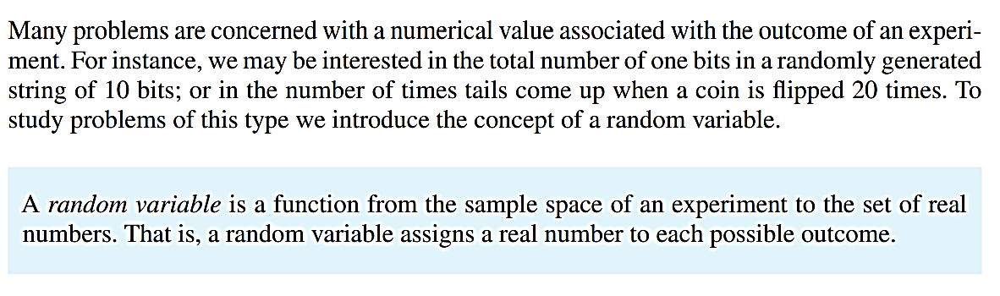 Many problems are concerned with a numerical value associated with the outcome of an experi-
ment. For instance, we may be interested in the total number of one bits in a randomly generated
string of 10 bits; or in the number of times tails come up when a coin is flipped 20 times. To
study problems of this type we introduce the concept of a random variable.
A random variable is a function from the sample space of an experiment to the set of real
numbers. That is, a random variable assigns a real number to each possible outcome.